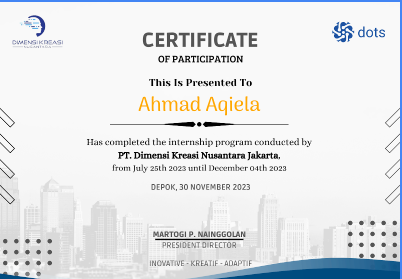 DIMENSI KREASI
NUSANTARA
dots
CERTIFICATE
OF PARTICIPATION
This Is Presented To
Ahmad Aqiela
Has completed the internship program conducted by
PT. Dimensi Kreasi Nusantara Jakarta,
from July 25th 2023 until December 04th 2023
DEPOK, 30 NOVEMBER 2023
MARTOGI P. NAINGGOLAN
PRESIDENT DIRECTOR
INOVATIVE - KREATIF - ADAPTIF